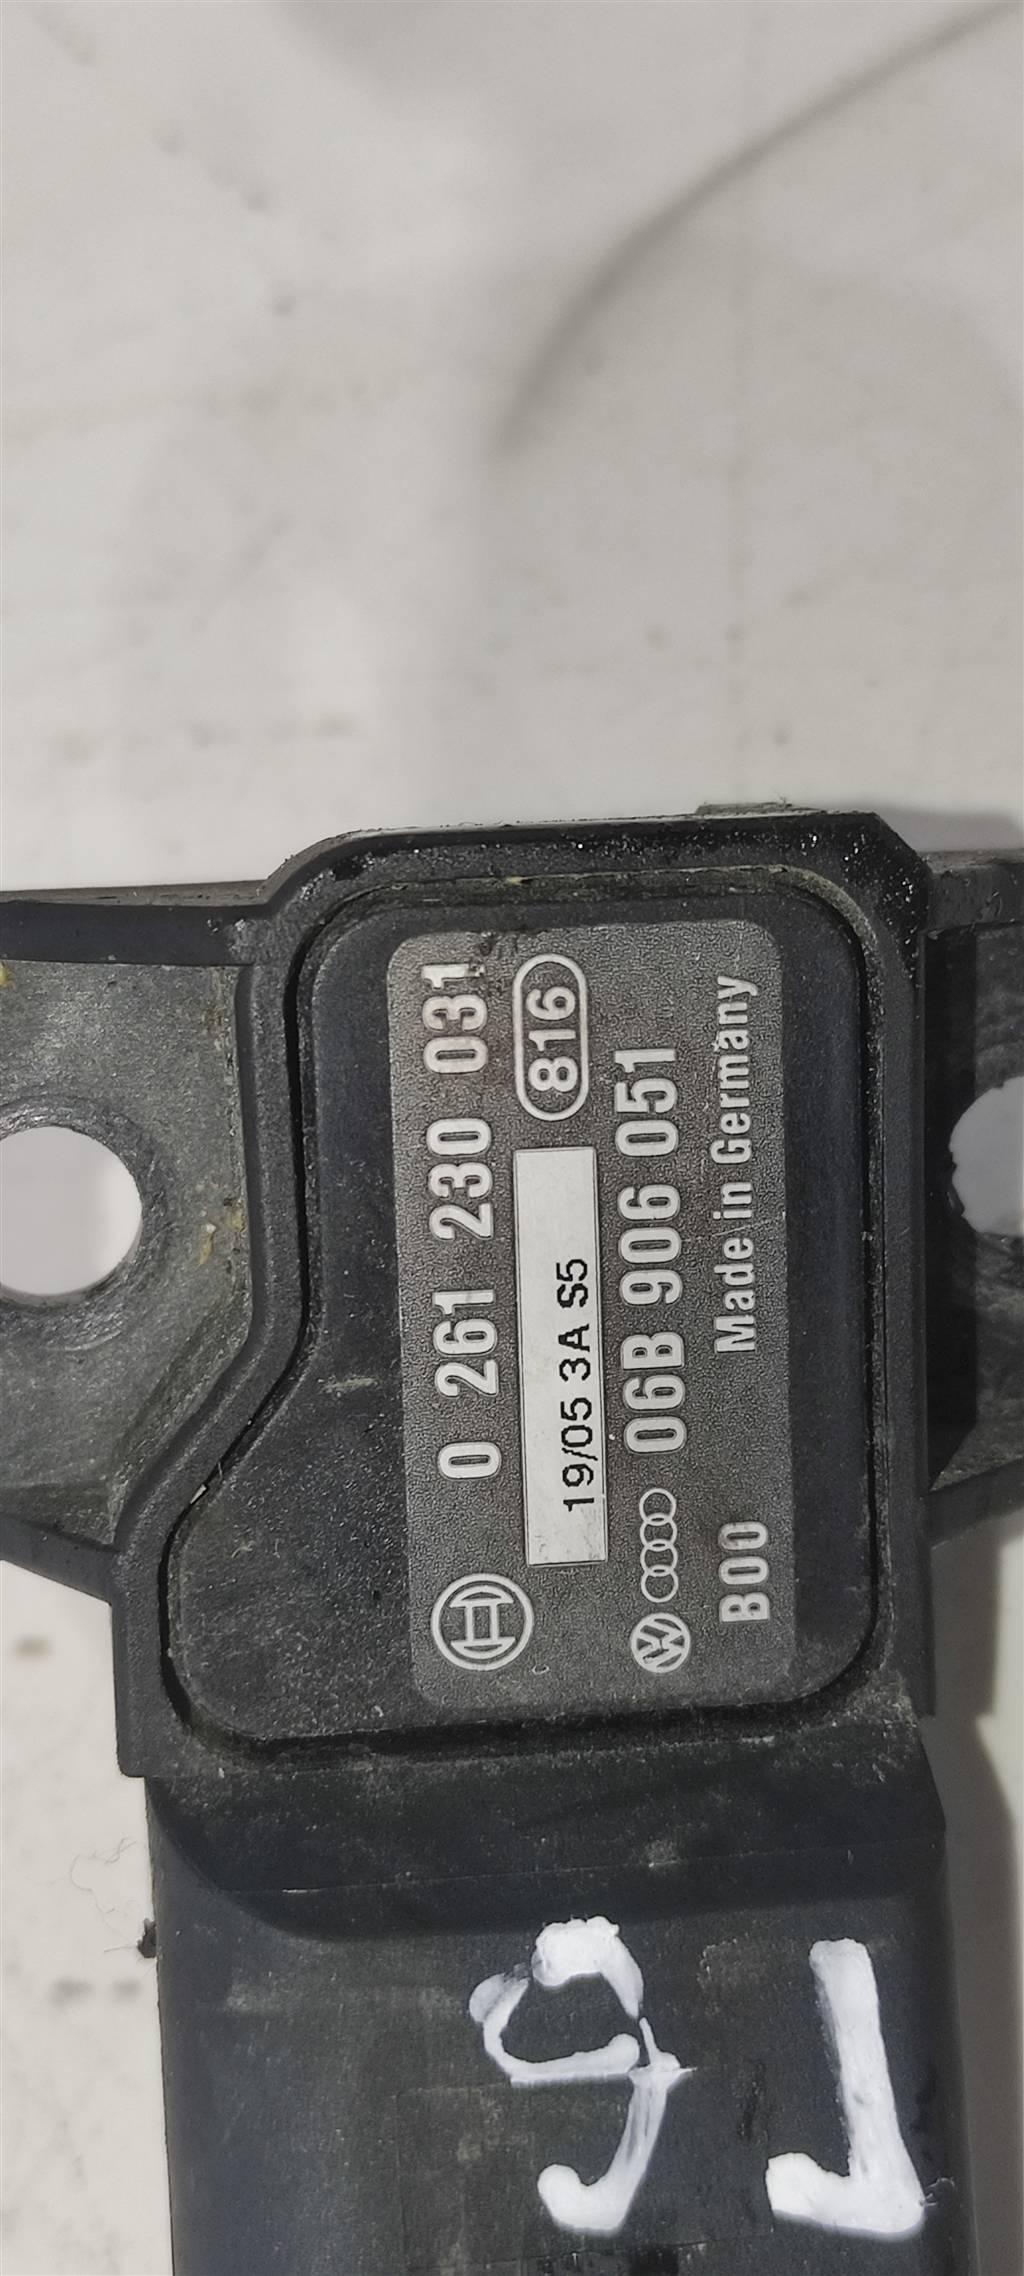 0 261 230 031
816
19/05 3A S5
06B 906 051
B00 Made in Germany